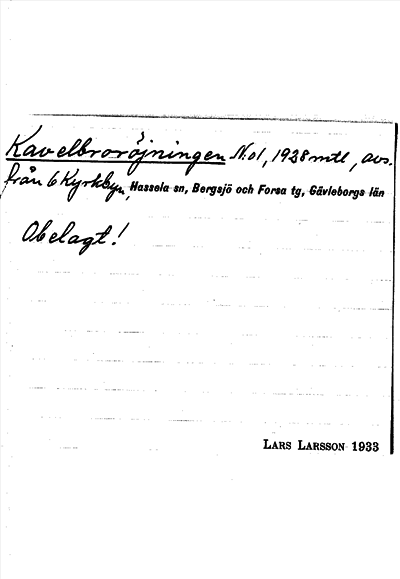 Kavelbroröjningen N:o1, 1928 mtl, avs.
från 6 Kyrkbyn, Hassela sn, Bergsjö och Forsa tg, Gävleborgs län
Obelagt!
LARS LARSSON 1933